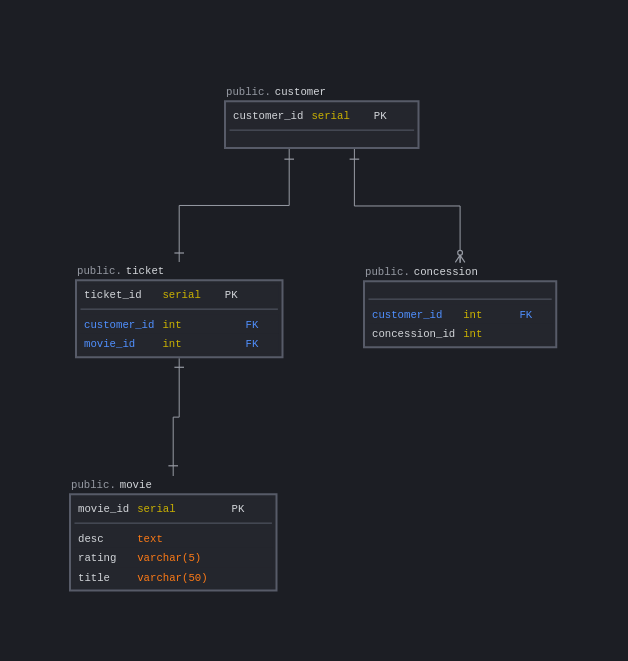 public. customer
customer_id serial PK
public. ticket
ticket_id serial PK
customer_id int FK
movie_id int FK
public. concession
customer_id int FK
concession_id int
public. movie
movie_id serial PK
desc text
rating varchar(5)
title varchar(50)